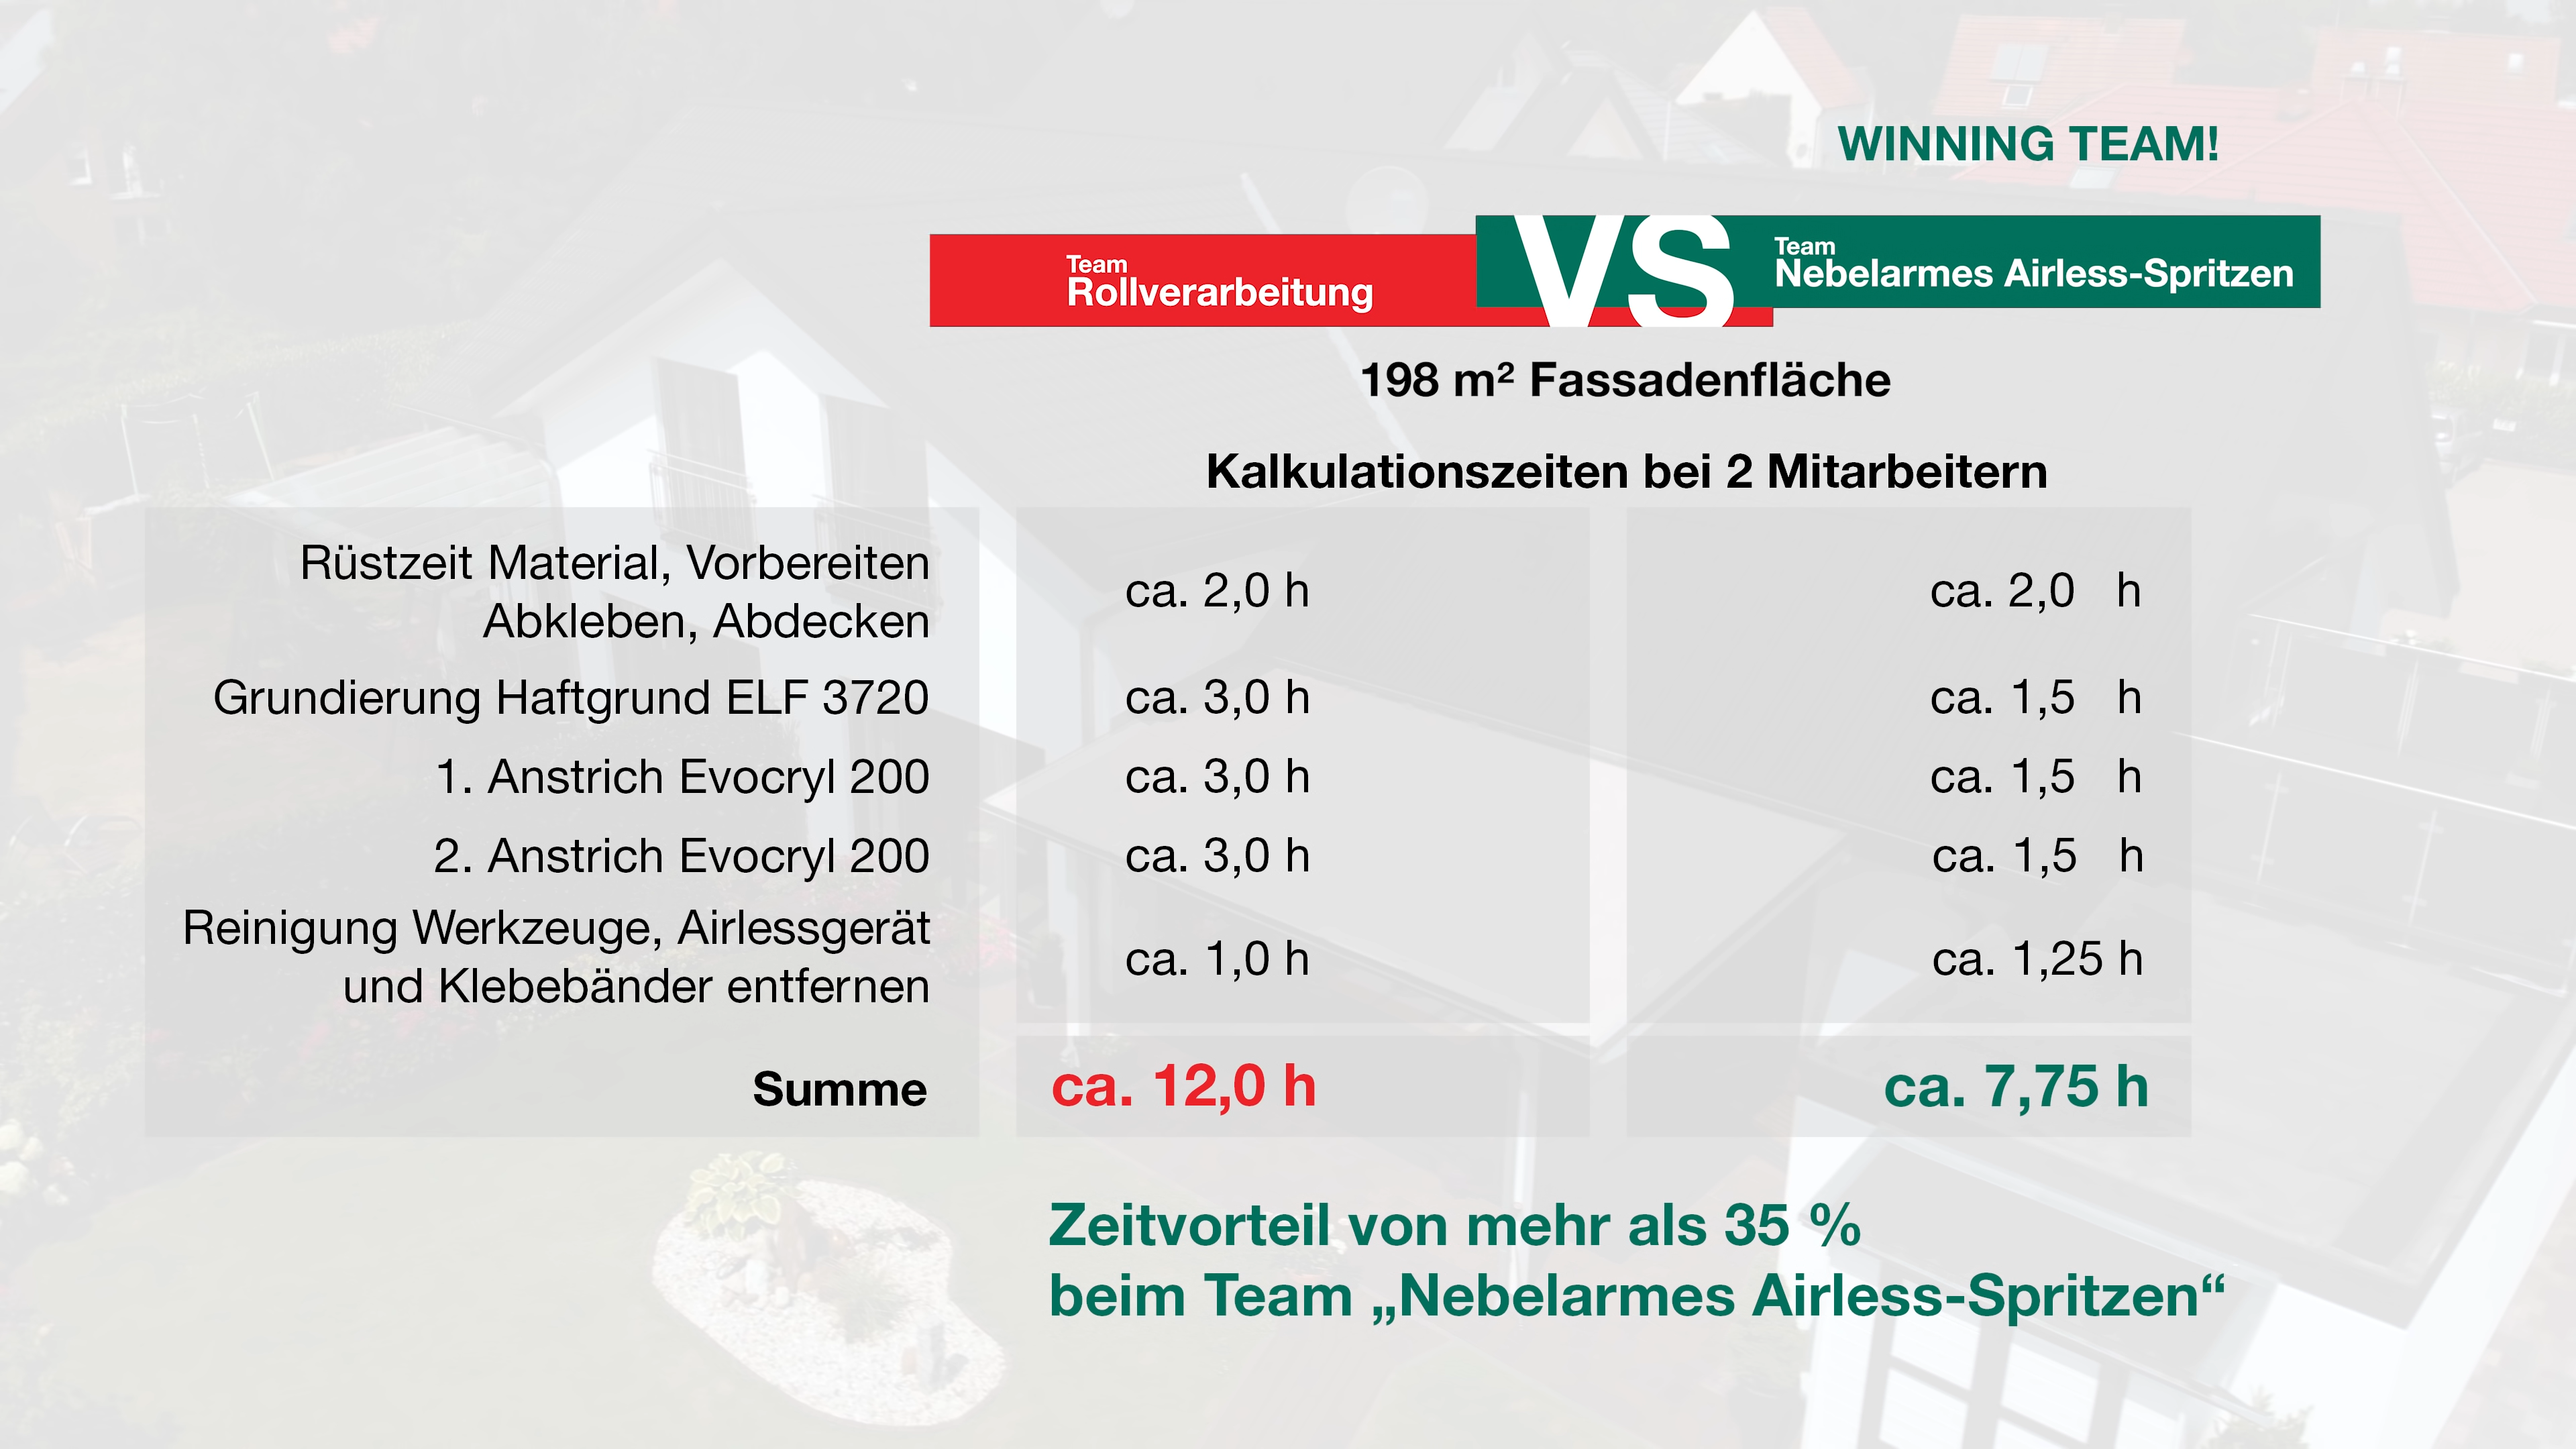 WINNING TEAM!
Team
Rollverarbeitung
VS
Team
Nebelarmes Airless-Spritzen
198 m² Fassadenfläche
Kalkulationszeiten bei 2 Mitarbeitern
Rüstzeit Material, Vorbereiten
Abkleben, Abdecken
ca. 2,0 h
ca. 2,0 h
Grundierung Haftgrund ELF 3720
ca. 3,0 h
ca. 1,5 h
1. Anstrich Evocryl 200
ca. 3,0 h
ca. 1,5 h
2. Anstrich Evocryl 200
ca. 3,0 h
ca. 1,5 h
Reinigung Werkzeuge, Airlessgerät
und Klebebänder entfernen
ca. 1,0 h
ca. 1,25 h
Summe
ca. 12,0 h
ca. 7,75 h
Zeitvorteil von mehr als 35 %
beim Team „Nebelarmes Airless-Spritzen“